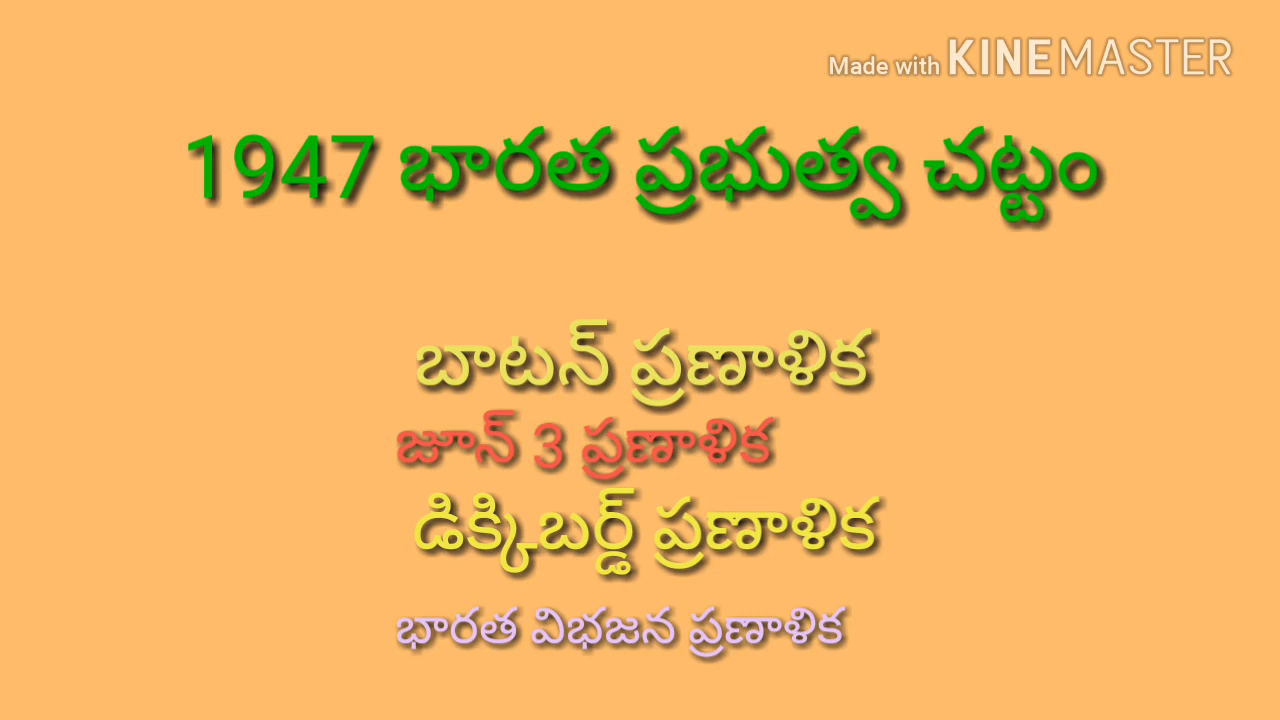 Made with KINEMASTER
1947 భారత ప్రభుత్వ చట్టం
బాటన్ ప్రణాళిక
జూన్ 3 ప్రణాళిక
డిక్కిబర్డ్ ప్రణాళిక
భారత విభజన ప్రణాళిక